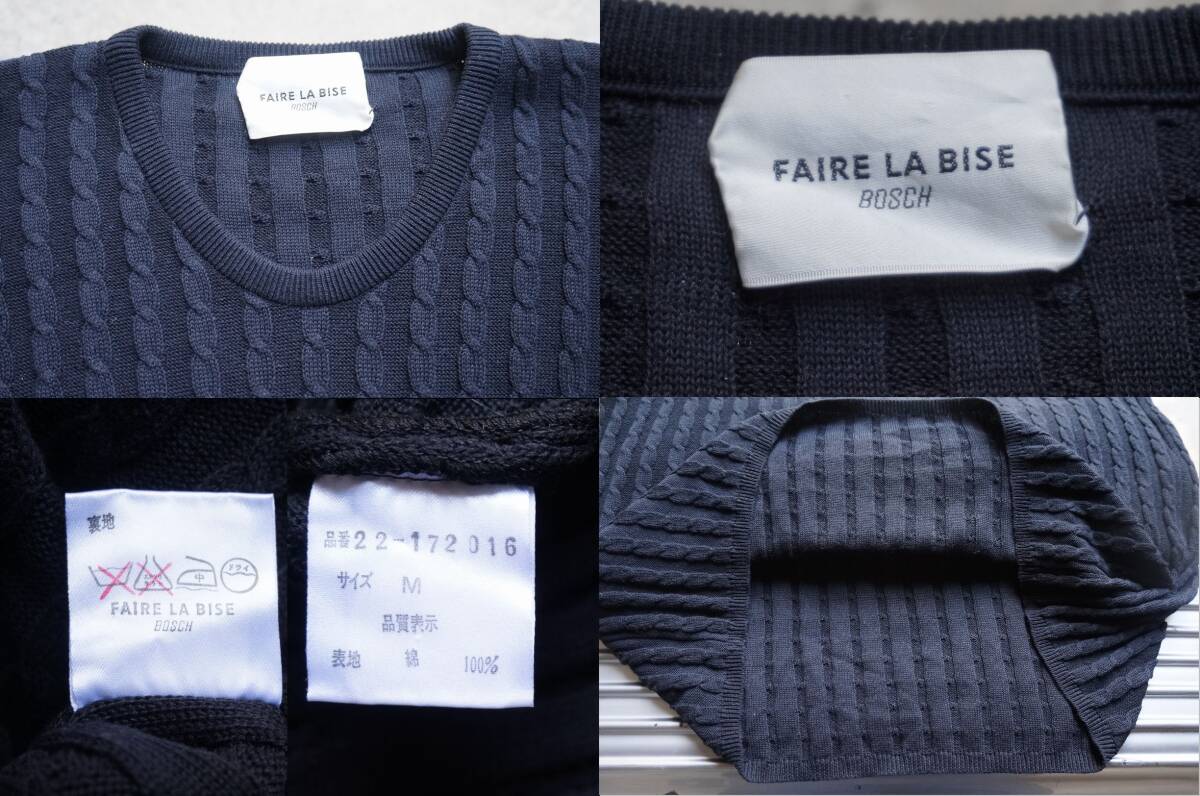 FAIRE LA BISE
BOSCH
FAIRE LA BISE
BOSCH
裏地
中
ドライ
FAIRE LA BISE
BOSCH
品番22-172016
サイズ M
品質表示
表地 綿 100%